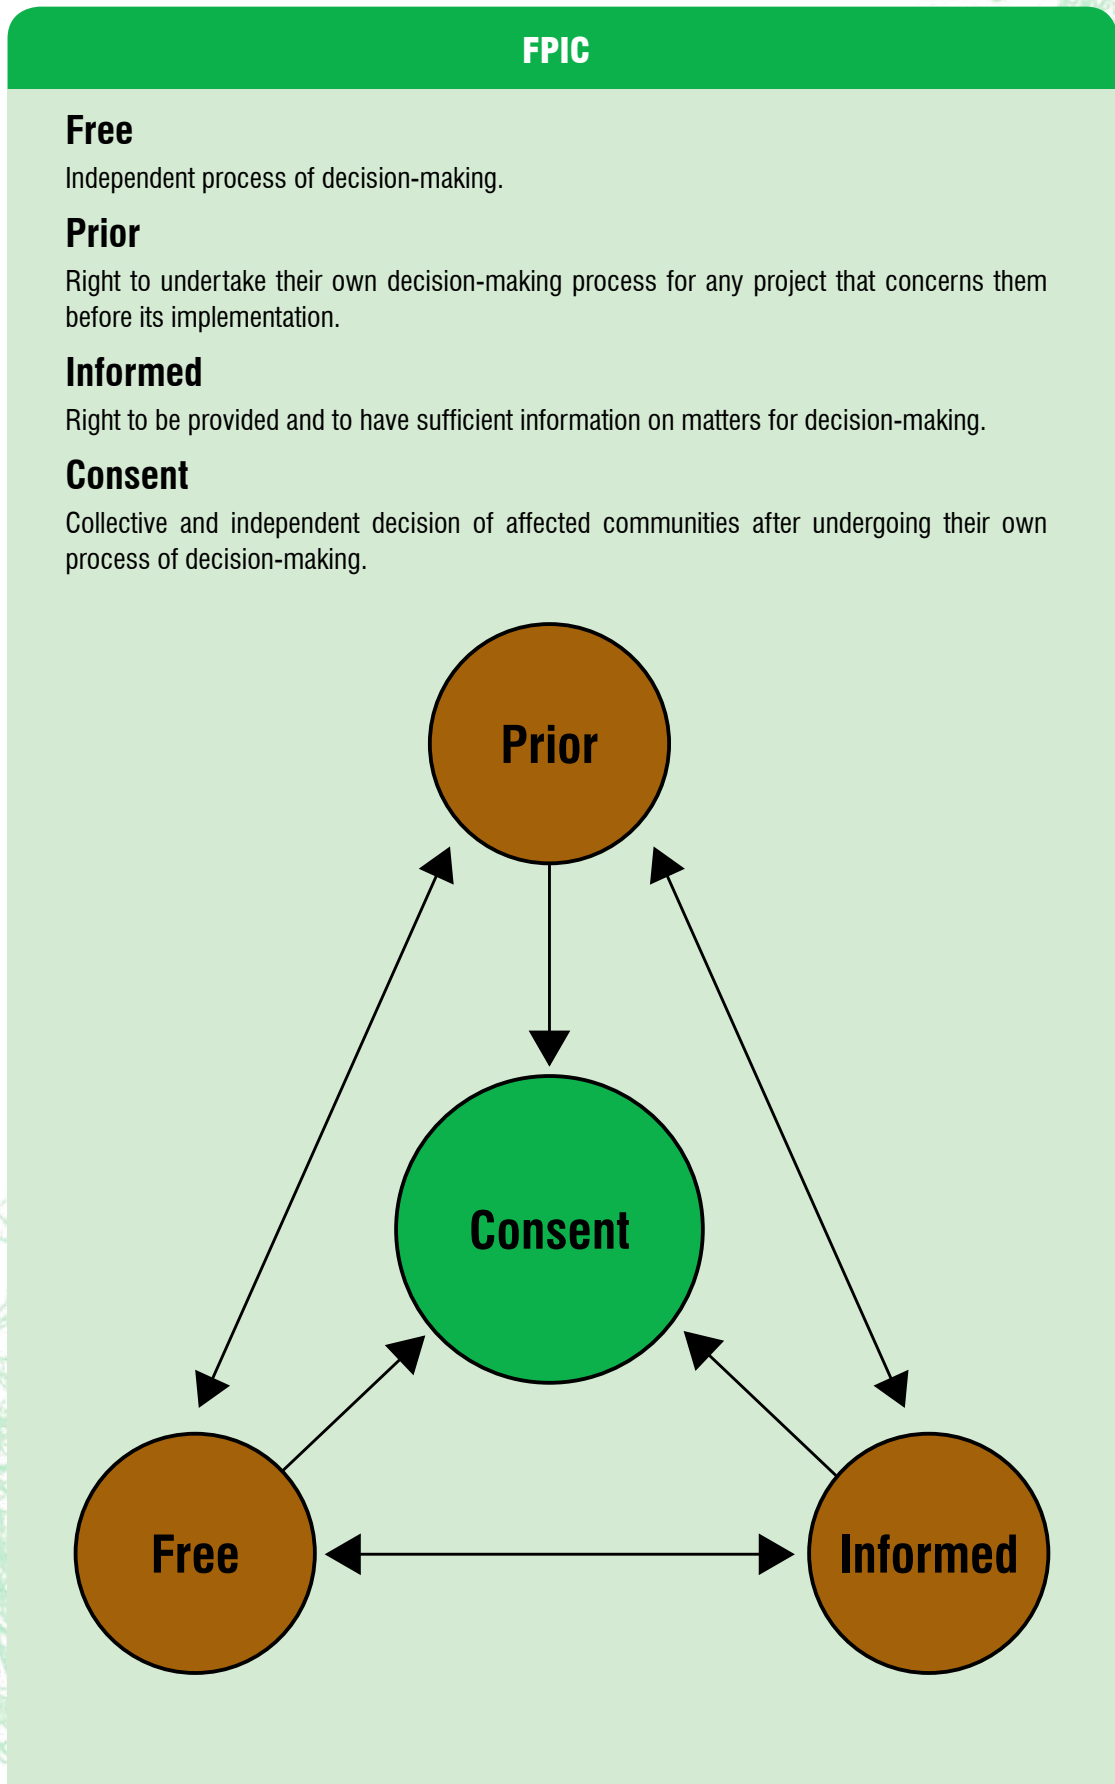 FPIC
Free
Independent process of decision-making.
Prior
Right to undertake their own decision-making process for any project that concerns them
before its implementation.
Informed
Right to be provided and to have sufficient information on matters for decision-making.
Consent
Collective and independent decision of affected communities after undergoing their own
process of decision-making.
Prior
Consent
Free
Informed